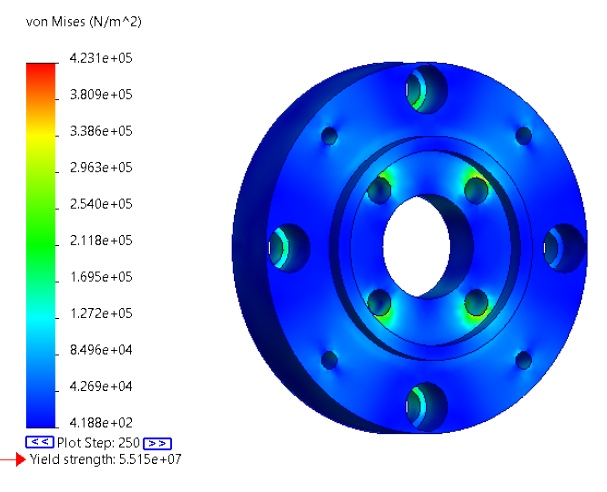 von Mises (N/m^2)
4.231e+05
3.809e+05
3.386e+05
2.963e+05
2.540e+05
2.118e+05
1.695e+05
1.272e+05
8.496e+04
4.269e+04
4.188e+02
<< Plot Step: 250 >>
Yield strength: 5.515e+07